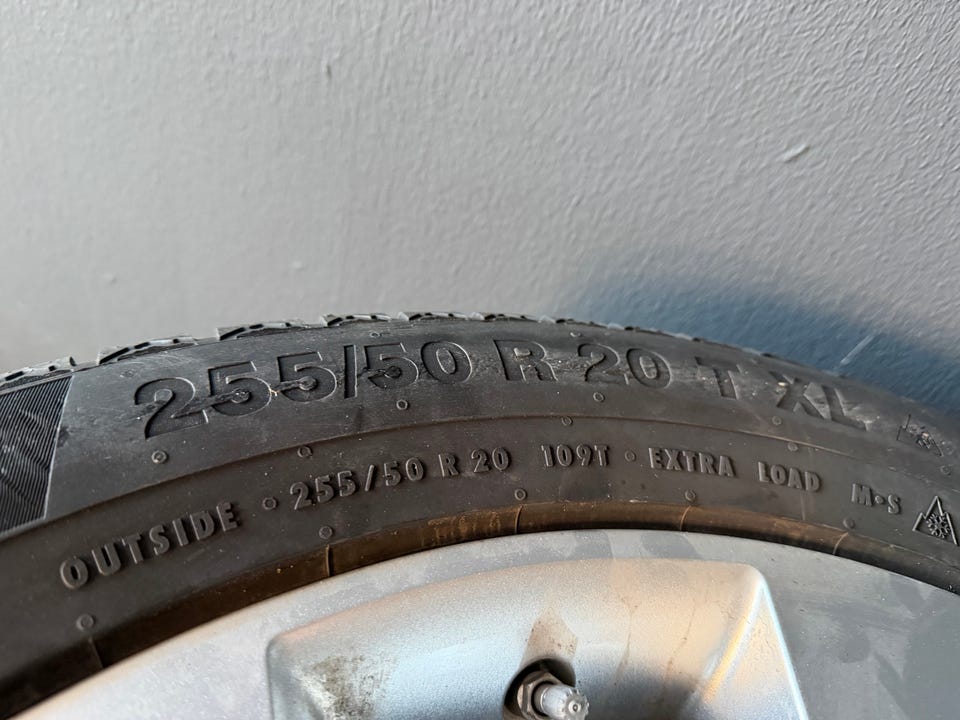 255/50 R 20 T XL
OUTSIDE • 255/50 R 20 109T • EXTRA LOAD M•S